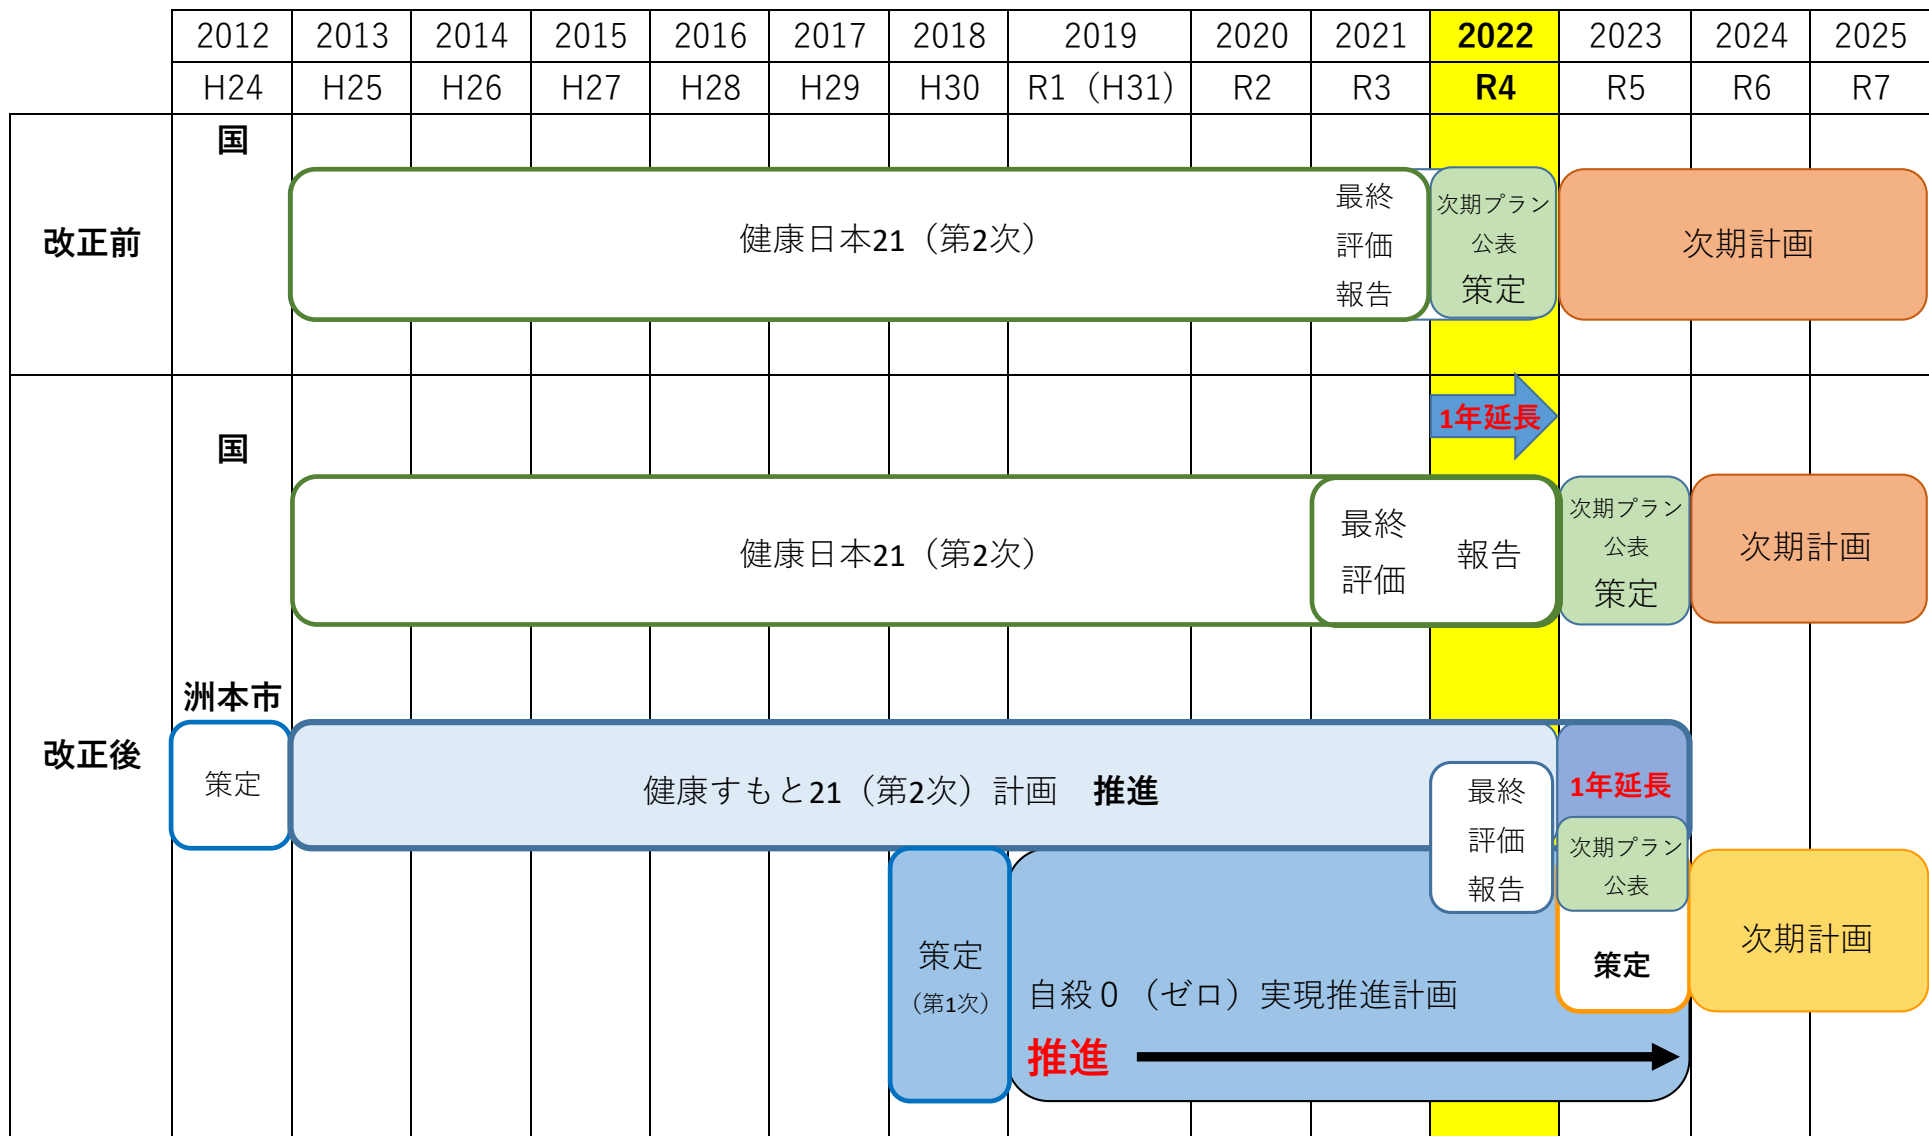 2012 2013 2014 2015 2016 2017 2018 2019 2020 2021 2022 2023 2024 2025
H24 H25 H26 H27 H28 H29 H30 R1（H31） R2 R3 R4 R5 R6 R7
改正前
国
健康日本21（第2次）
最終
評価
報告
次期プラン
公表
策定
次期計画
改正後
1年延長
国
健康日本21（第2次）
最終
評価
報告
次期プラン
公表
策定
次期計画
洲本市
策定
健康すもと21（第2次）計画　推進
最終
評価
報告
1年延長
次期プラン
公表
策定
次期計画
策定
（第1次）
自殺０（ゼロ）実現推進計画
推進